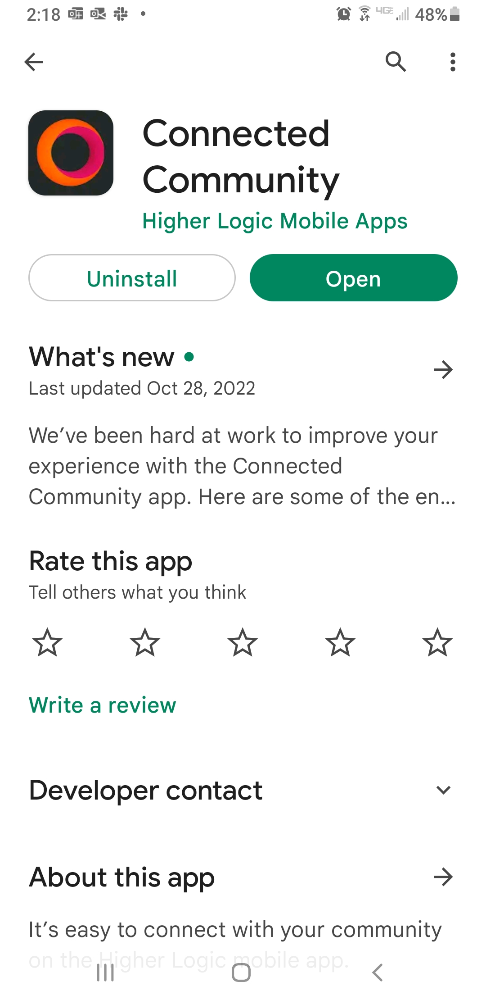 2:18
4G
48%
Connected
Community
Higher Logic Mobile Apps
Uninstall
Open
What's new
Last updated Oct 28, 2022
We’ve been hard at work to improve your
experience with the Connected
Community app. Here are some of the en...
Rate this app
Tell others what you think
Write a review
Developer contact
About this app
It’s easy to connect with your community
on the Higher Logic mobile app.